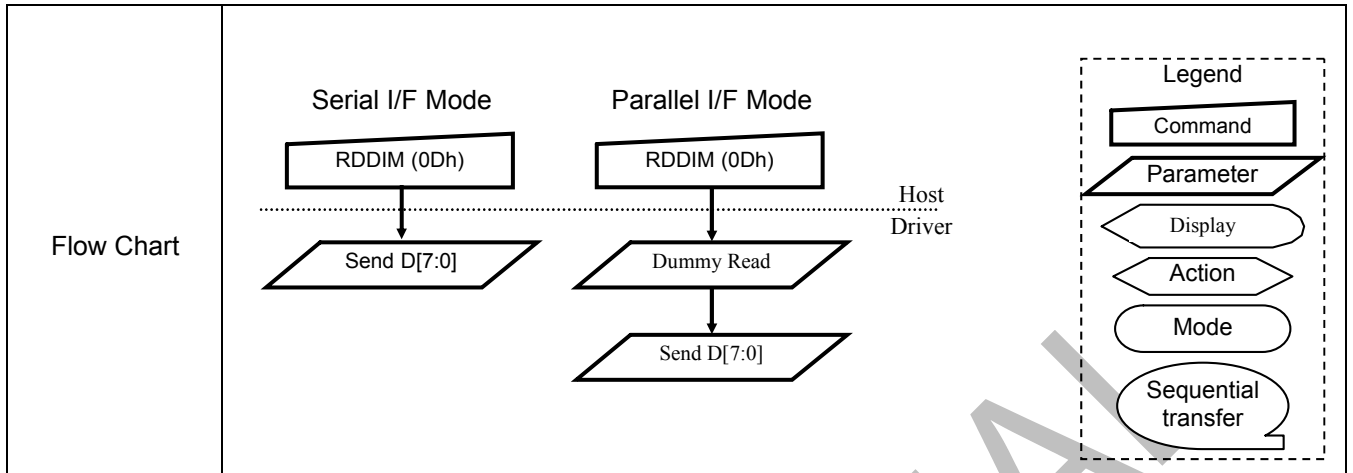 Flow Chart
Serial I/F Mode
RDDIM (0Dh)
Send D[7:0]
Parallel I/F Mode
RDDIM (0Dh)
Dummy Read
Send D[7:0]
Host
Driver
Legend
Command
Parameter
Display
Action
Mode
Sequential
transfer